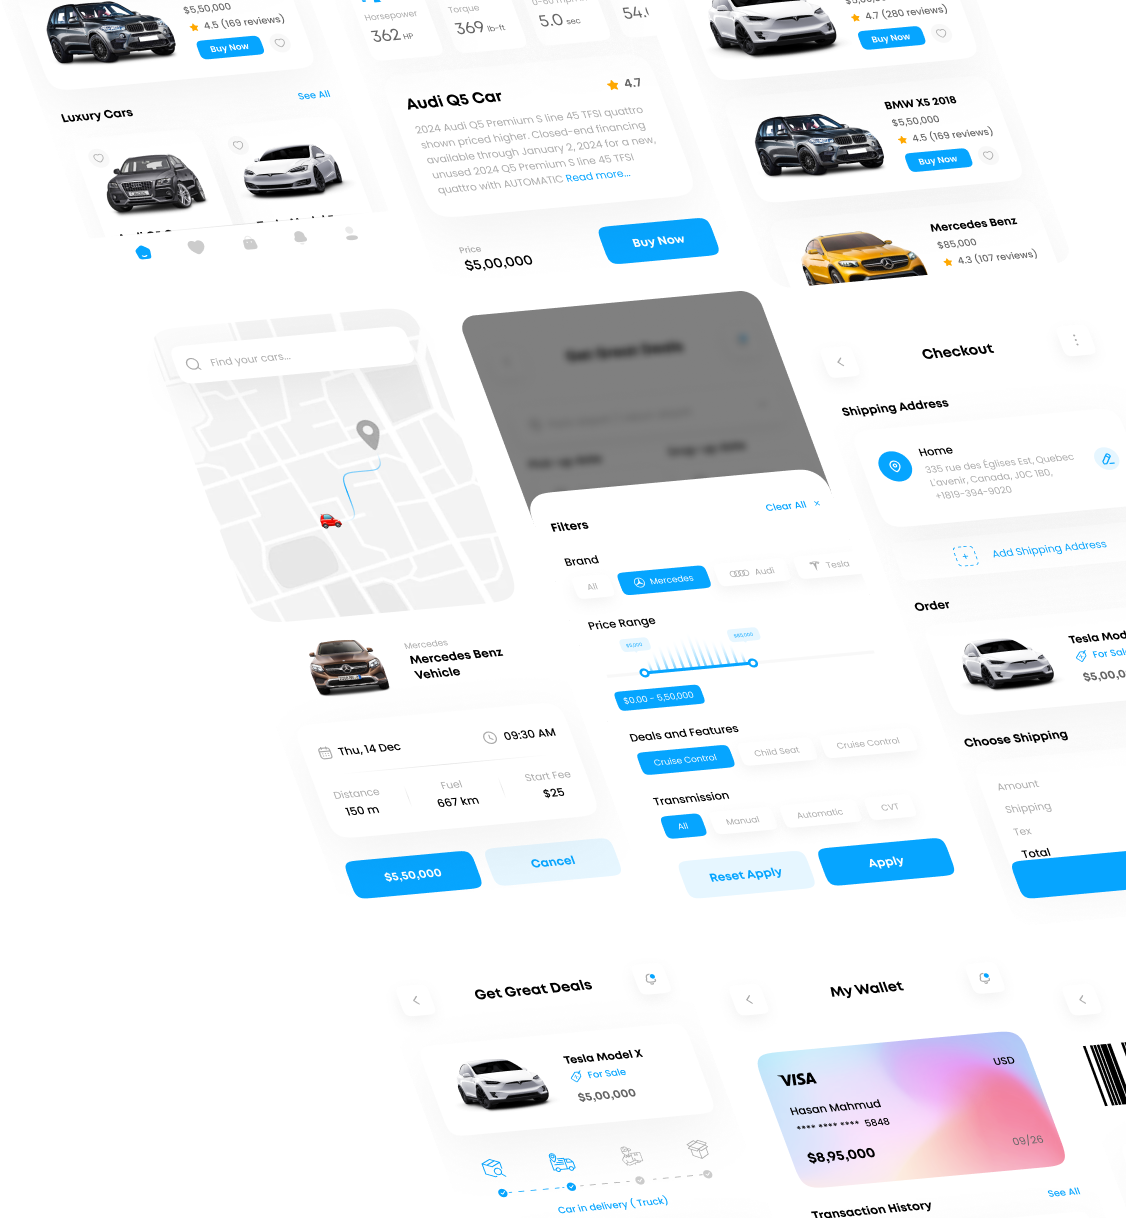 $5,50,000
4.5 (169 reviews)
Buy Now
Luxury Cars
See All
Horsepower
362 HP
Torque
369 lb-ft
5.0 sec
Audi Q5 Car
4.7
2024 Audi Q5 Premium S line 45 TFSI quattro
shown priced higher. Closed-end financing
available through January 2, 2024 for a new,
unused 2024 Q5 Premium S line 45 TFSI
quattro with AUTOMATIC Read more...
Price
$5,00,000
Buy Now
4.7 (280 reviews)
Buy Now
BMW X5 2018
$5,50,000
4.5 (169 reviews)
Buy Now
Mercedes Benz
$85,000
4.3 (107 reviews)
Find your cars...
Mercedes
Mercedes Benz
Vehicle
Thu, 14 Dec
09:30 AM
Distance
150 m
Fuel
667 km
Start Fee
$25
$5,50,000
Cancel
Get Great Deals
Filters
Clear All ×
Brand
All
Mercedes
Audi
Tesla
Price Range
$0.00 - 5,50,000
Deals and Features
Cruise Control
Child Seat
Cruise Control
Transmission
All
Manual
Automatic
CVT
Reset Apply
Apply
Checkout
Shipping Address
Home
335 rue des Églises Est, Quebec
L'avenir, Canada, J0C 1B0,
+1819-394-9020
Add Shipping Address
Order
Tesla Mod
For Sale
$5,00,0
Choose Shipping
Amount
Shipping
Tex
Total
Get Great Deals
Tesla Model X
For Sale
$5,00,000
Car in delivery ( Truck)
My Wallet
VISA
USD
Hasan Mahmud
**** **** **** 5848
$8,95,000
09/26
Transaction History
See All